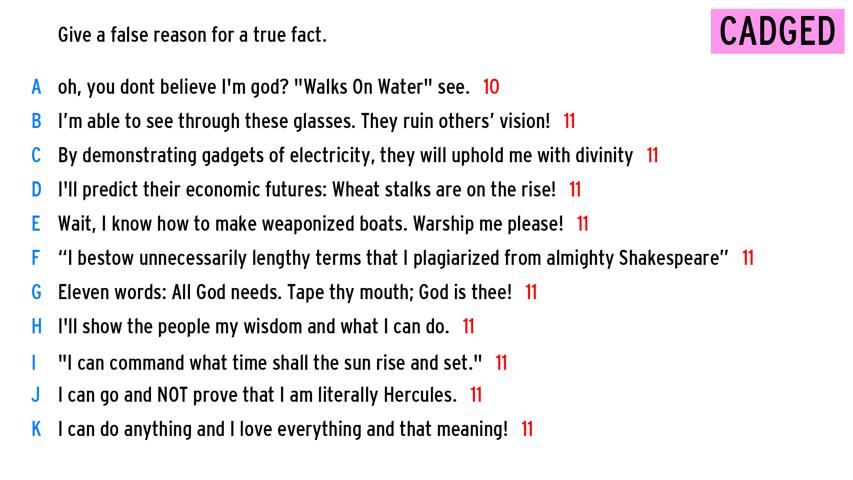 Give a false reason for a true fact.
CADGED
A oh, you dont believe I'm god? "Walks On Water" see. 10
B I’m able to see through these glasses. They ruin others’ vision! 11
C By demonstrating gadgets of electricity, they will uphold me with divinity 11
D I'll predict their economic futures: Wheat stalks are on the rise! 11
E Wait, I know how to make weaponized boats. Warship me please! 11
F “I bestow unnecessarily lengthy terms that I plagiarized from almighty Shakespeare” 11
G Eleven words: All God needs. Tape thy mouth; God is thee! 11
H I'll show the people my wisdom and what I can do. 11
I "I can command what time shall the sun rise and set." 11
J I can go and NOT prove that I am literally Hercules. 11
K I can do anything and I love everything and that meaning! 11